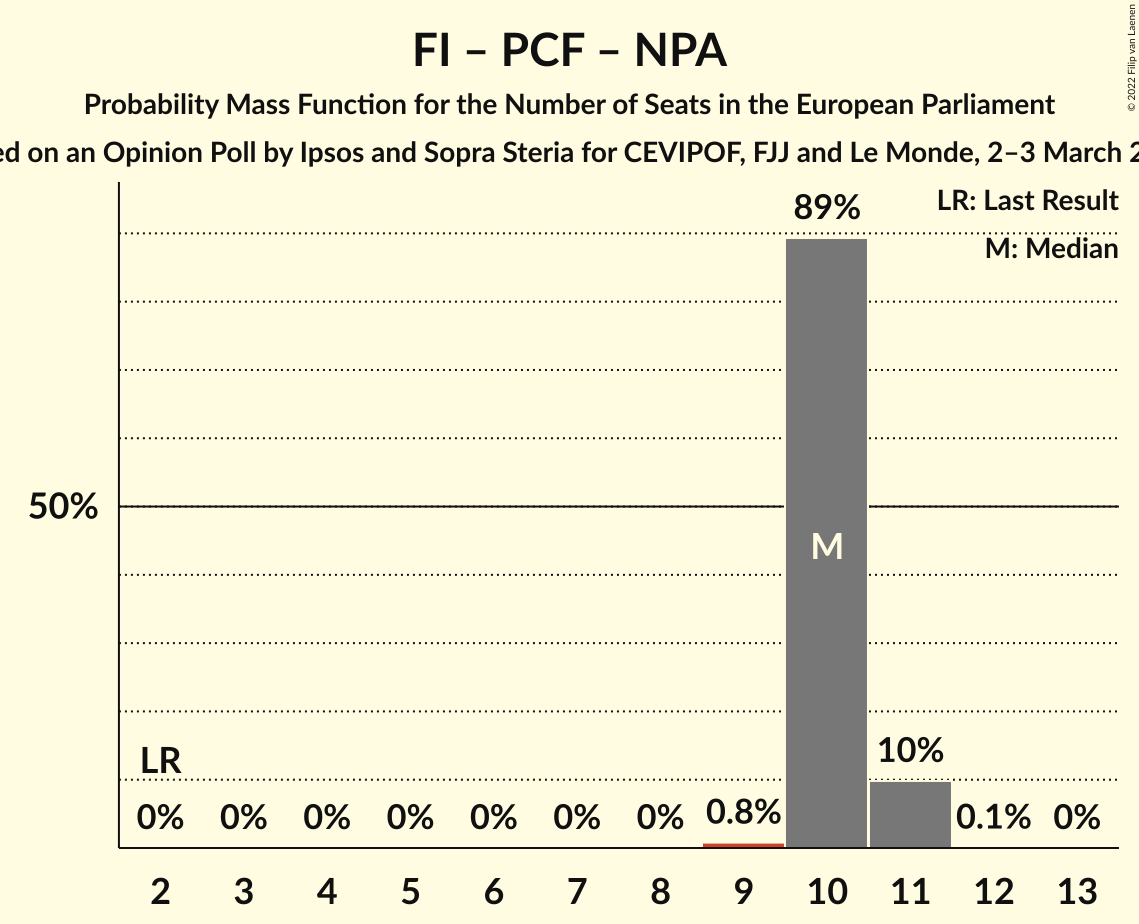 FI – PCF – NPA
Probability Mass Function for the Number of Seats in the European Parliament
ed on an Opinion Poll by Ipsos and Sopra Steria for CEVIPOF, FJJ and Le Monde, 2–3 March 2
© 2022 Filip van Laenen
LR: Last Result
M: Median
89%
50%
M
LR
10%
0% 0% 0% 0% 0% 0% 0% 0.8% 0.1% 0%
2 3 4 5 6 7 8 9 10 11 12 13